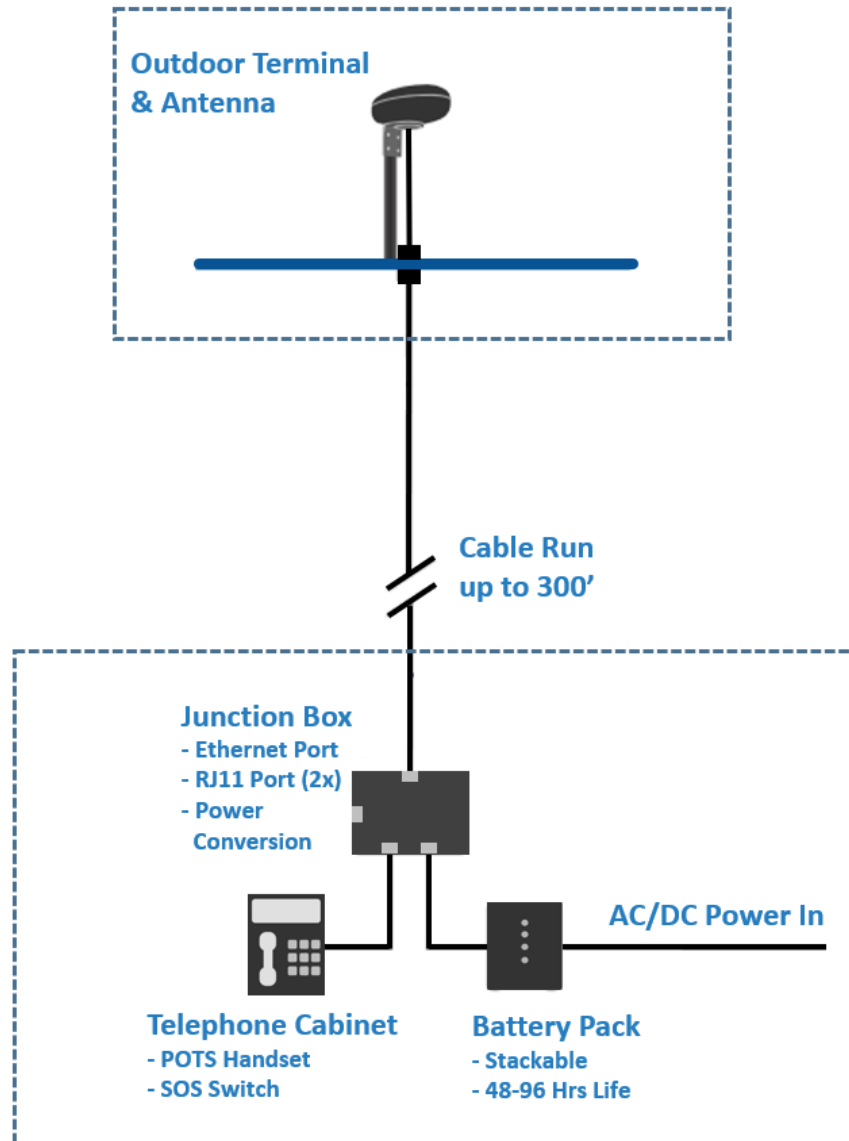 Outdoor Terminal
& Antenna
Cable Run
up to 300’
Junction Box
- Ethernet Port
- RJ11 Port (2x)
- Power
Conversion
AC/DC Power In
Telephone Cabinet
- POTS Handset
- SOS Switch
Battery Pack
- Stackable
- 48-96 Hrs Life